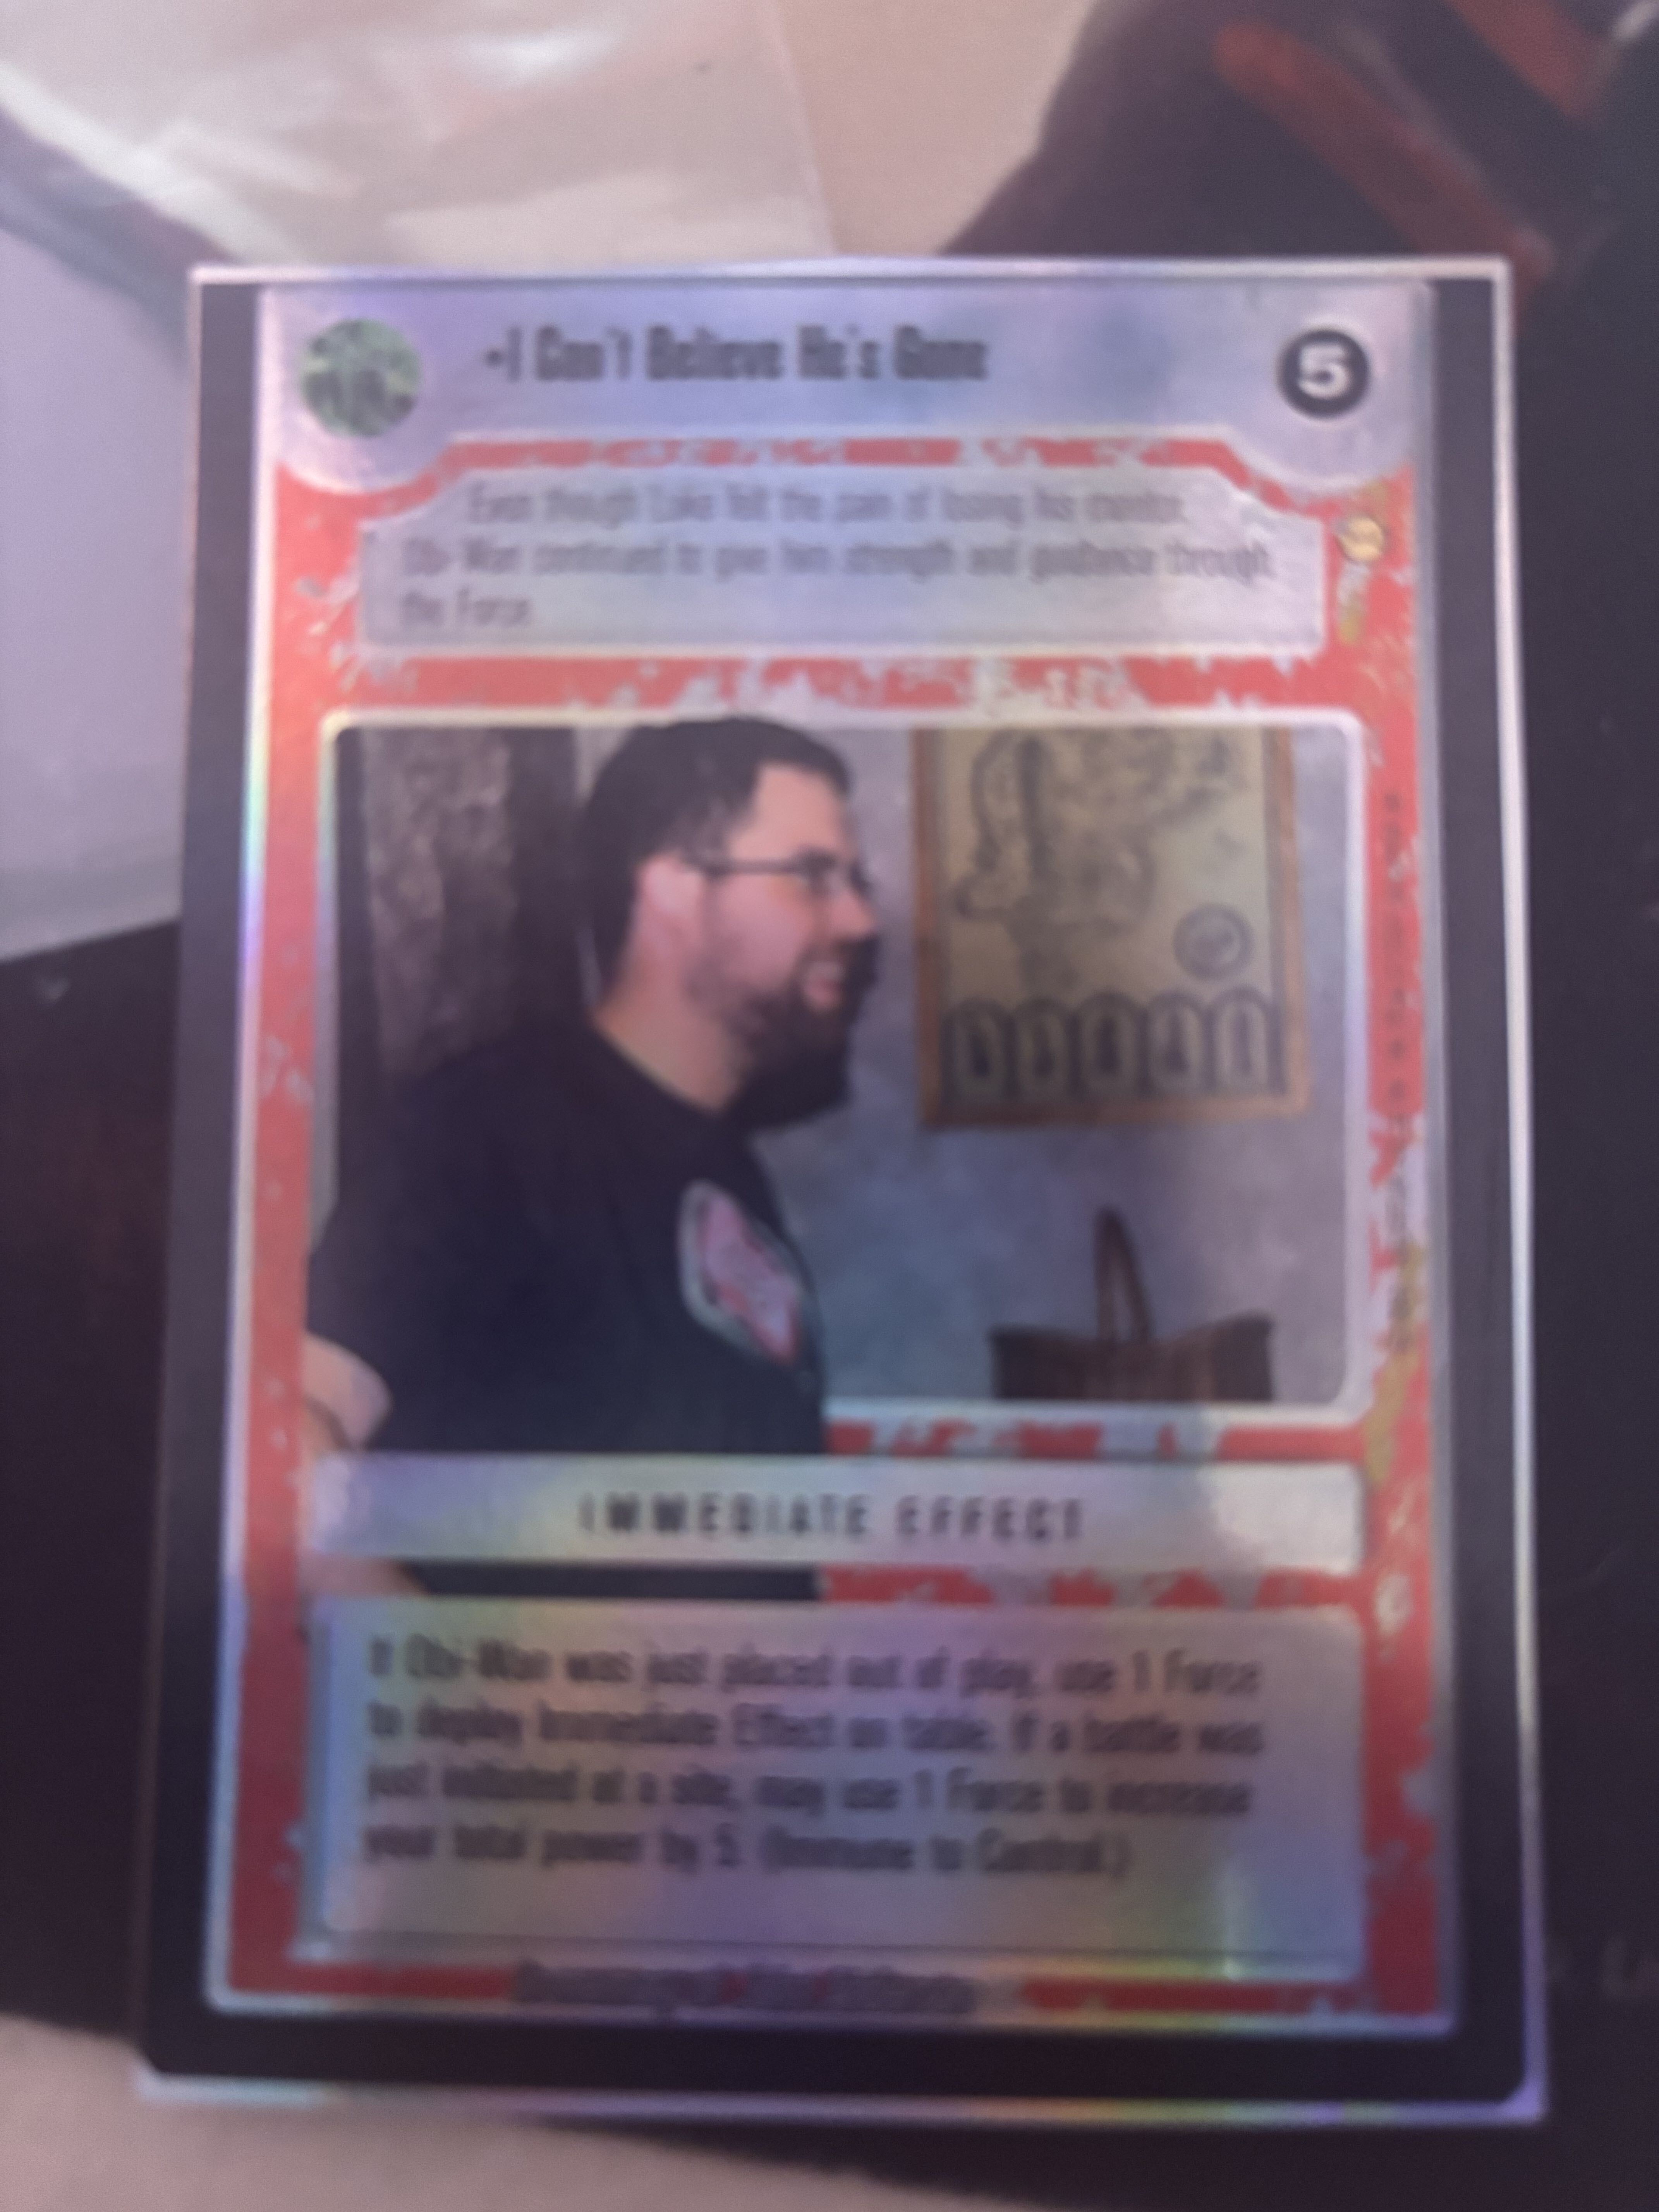 •I Can't Believe He's Gone
5
Even though Luke felt the pain of losing his mentor,
Obi-Wan continued to give him strength and guidance through
the Force.
IMMEDIATE EFFECT
If Obi-Wan was just placed out of play, use 1 Force
to deploy Immediate Effect on table. If a battle was
just initiated at a site, may use 1 Force to increase
your total power by 5. (Immune to Control.)